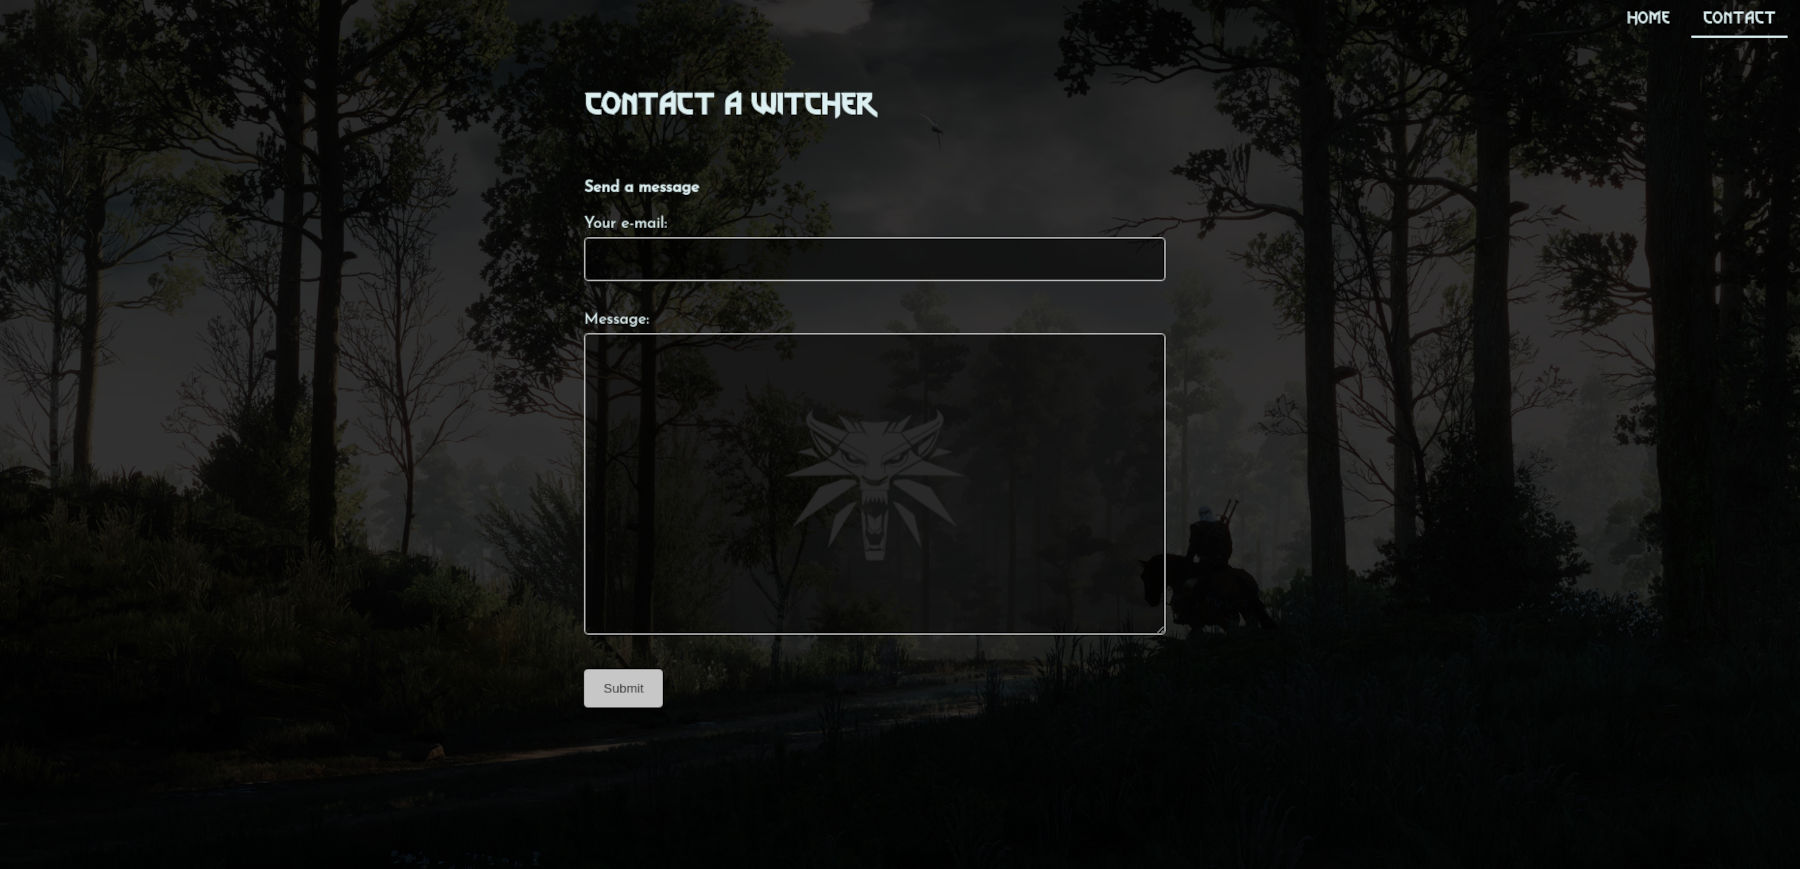 HOME CONTACT
CONTACT A WITCHER
Send a message
Your e-mail:
Message:
Submit